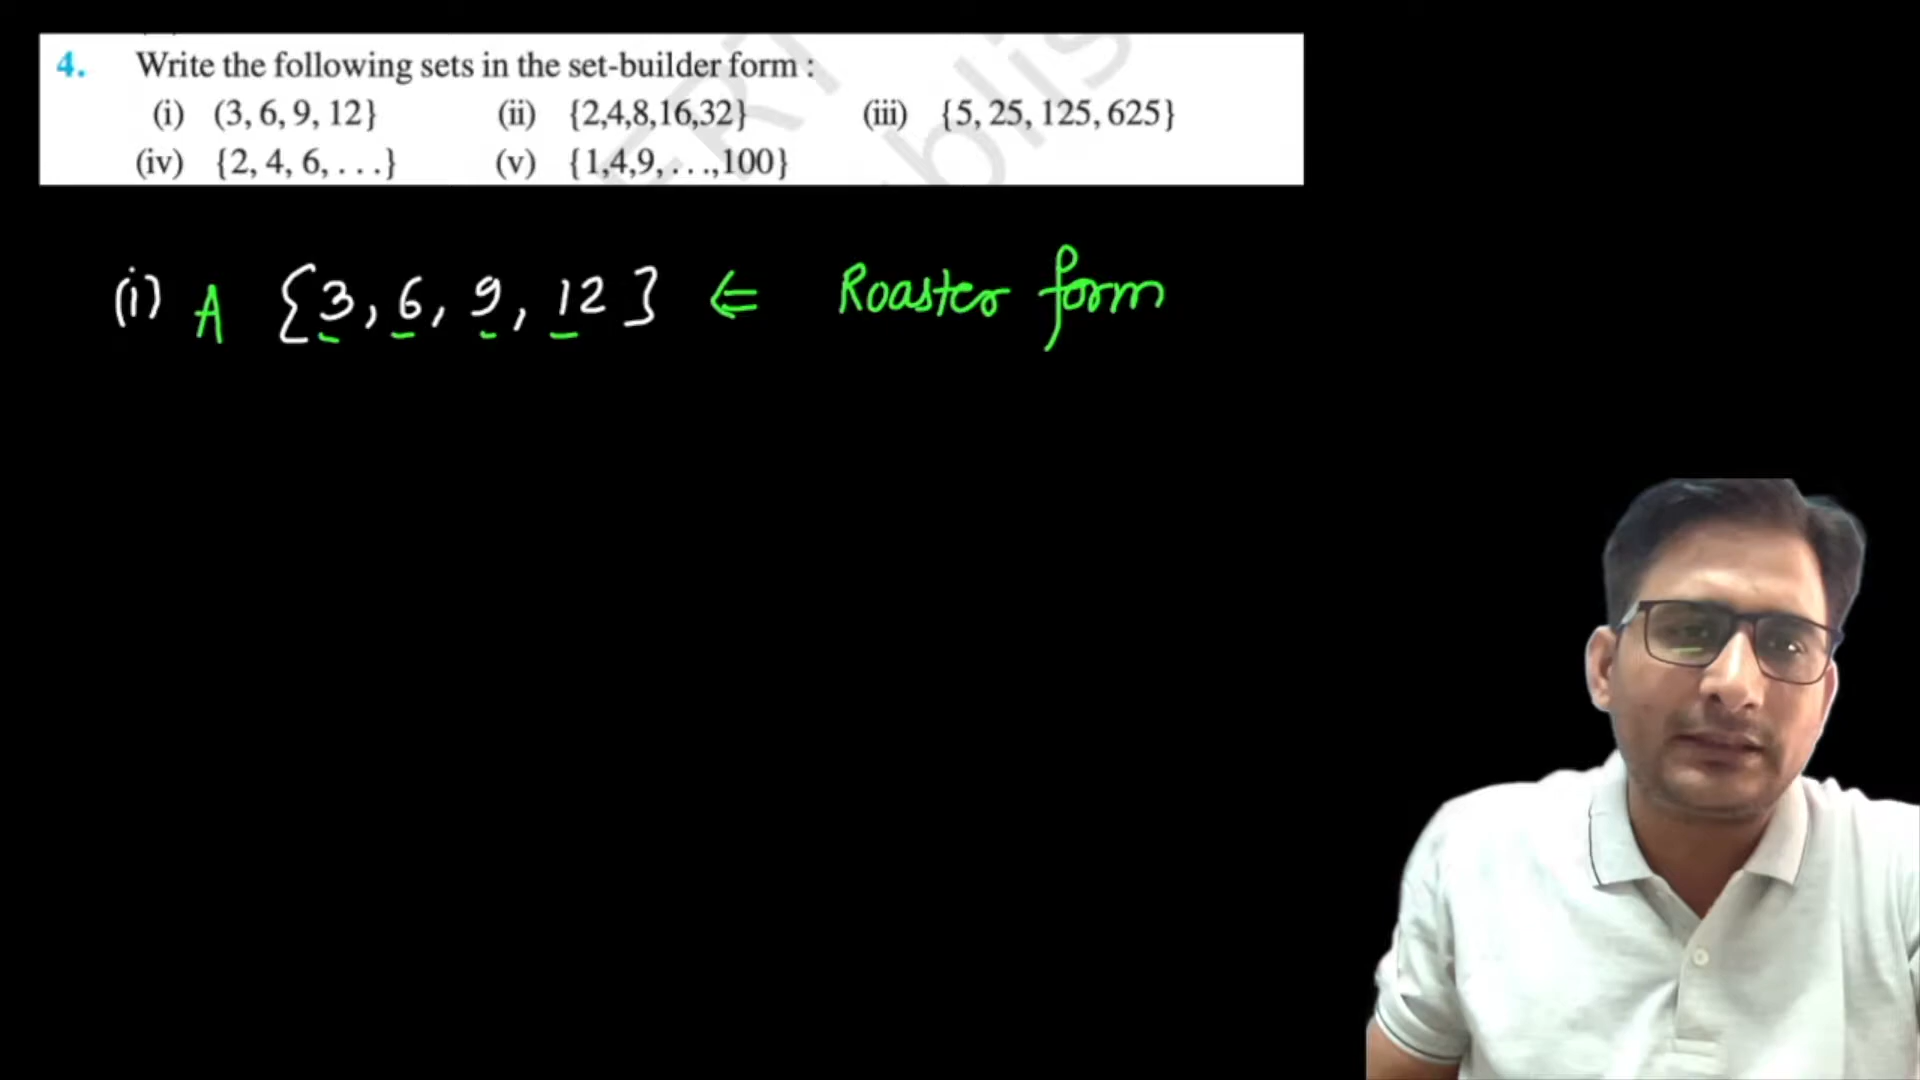 4. Write the following sets in the set-builder form :
(i) (3, 6, 9, 12} (ii) {2,4,8,16,32} (iii) {5, 25, 125, 625}
(iv) {2, 4, 6, . . .} (v) {1,4,9, . . .,100}
(i) A {3, 6, 9, 12} ⇐ Roaster form